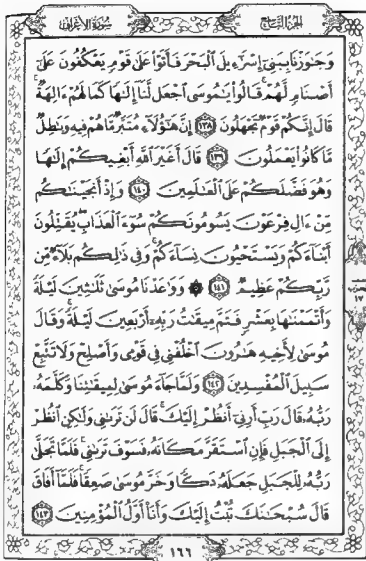 الجزء التاسع
سورة الأعراف
وَجَٰوَزْنَا بِبَنِيٓ إِسْرَٰٓءِيلَ ٱلْبَحْرَ فَأَتَوْا۟ عَلَىٰ قَوْمٍ يَعْكُفُونَ عَلَىٰٓ
أَصْنَامٍ لَّهُمْ ۚ قَالُوا۟ يَٰمُوسَى ٱجْعَل لَّنَآ إِلَٰهًا كَمَا لَهُمْ ءَالِهَةٌ ۚ
قَالَ إِنَّكُمْ قَوْمٌ تَجْهَلُونَ ١٣٨ إِنَّ هَٰٓؤُلَآءِ مُتَبَّرٌ مَّا هُمْ فِيهِ وَبَٰطِلٌ
مَّا كَانُوا۟ يَعْمَلُونَ ١٣٩ قَالَ أَغَيْرَ ٱللَّهِ أَبْغِيكُمْ إِلَٰهًا
وَهُوَ فَضَّلَكُمْ عَلَى ٱلْعَٰلَمِينَ ١٤٠ وَإِذْ أَنجَيْنَٰكُم
مِّنْ ءَالِ فِرْعَوْنَ يَسُومُونَكُمْ سُوٓءَ ٱلْعَذَابِ ۖ يُقَتِّلُونَ
أَبْنَآءَكُمْ وَيَسْتَحْيُونَ نِسَآءَكُمْ ۚ وَفِي ذَٰلِكُم بَلَآءٌ مِّن
رَّبِّكُمْ عَظِيمٌ ١٤١ ۞ وَوَٰعَدْنَا مُوسَىٰ ثَلَٰثِينَ لَيْلَةً
وَأَتْمَمْنَٰهَا بِعَشْرٍ فَتَمَّ مِيقَٰتُ رَبِّهِۦٓ أَرْبَعِينَ لَيْلَةً ۚ وَقَالَ
مُوسَىٰ لِأَخِيهِ هَٰرُونَ ٱخْلُفْنِي فِي قَوْمِي وَأَصْلِحْ وَلَا تَتَّبِعْ
سَبِيلَ ٱلْمُفْسِدِينَ ١٤٢ وَلَمَّا جَآءَ مُوسَىٰ لِمِيقَٰتِنَا وَكَلَّمَهُۥ
رَبُّهُۥ قَالَ رَبِّ أَرِنِيٓ أَنظُرْ إِلَيْكَ ۚ قَالَ لَن تَرَىٰنِي وَلَٰكِنِ ٱنظُرْ
إِلَى ٱلْجَبَلِ فَإِنِ ٱسْتَقَرَّ مَكَانَهُۥ فَسَوْفَ تَرَىٰنِي ۚ فَلَمَّا تَجَلَّىٰ
رَبُّهُۥ لِلْجَبَلِ جَعَلَهُۥ دَكًّا وَخَرَّ مُوسَىٰ صَعِقًا ۚ فَلَمَّآ أَفَاقَ
قَالَ سُبْحَٰنَكَ تُبْتُ إِلَيْكَ وَأَنَا۠ أَوَّلُ ٱلْمُؤْمِنِينَ ١٤٣
١٧
١٦٦